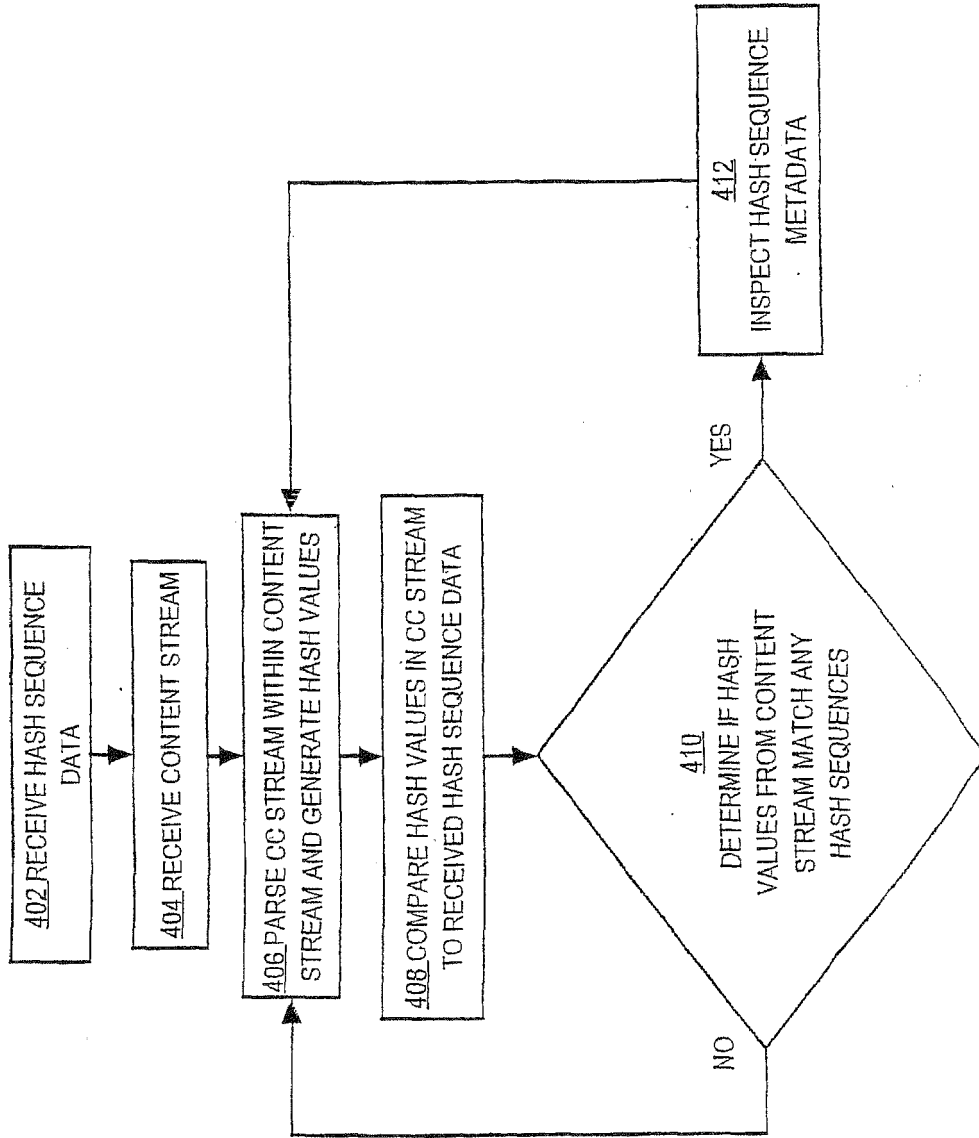 402 RECEIVE HASH SEQUENCE
DATA
404 RECEIVE CONTENT STREAM
406 PARSE CC STREAM WITHIN CONTENT
STREAM AND GENERATE HASH VALUES
408 COMPARE HASH VALUES IN CC STREAM
TO RECEIVED HASH SEQUENCE DATA
410
DETERMINE IF HASH
VALUES FROM CONTENT
STREAM MATCH ANY
HASH SEQUENCES
NO
YES
412
INSPECT HASH SEQUENCE
METADATA